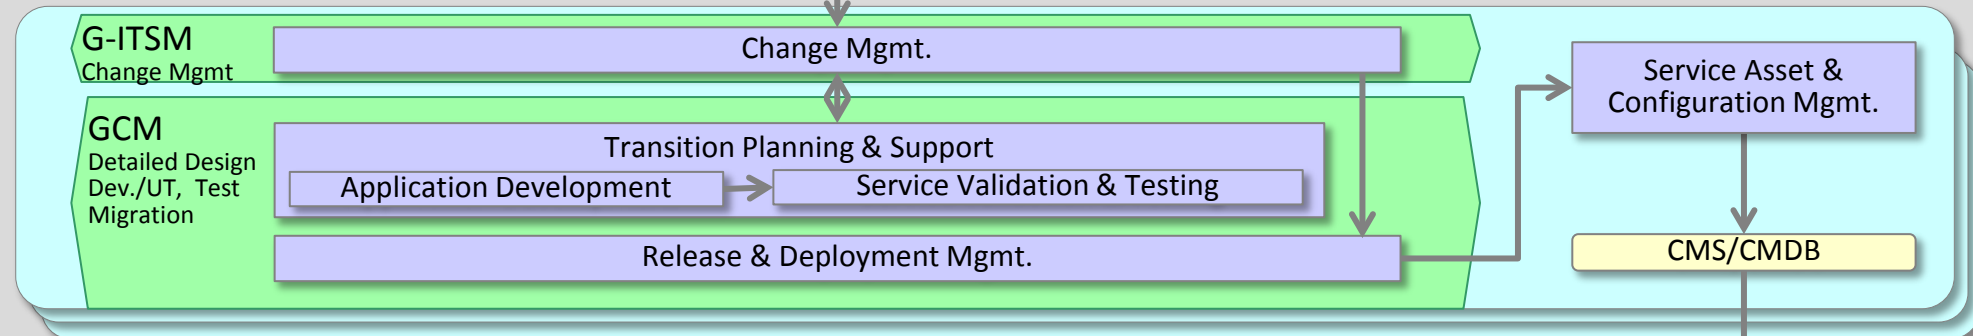 G-ITSM
Change Mgmt
Change Mgmt.
GCM
Detailed Design
Dev./UT, Test
Migration
Transition Planning & Support
Application Development
Service Validation & Testing
Release & Deployment Mgmt.
Service Asset &
Configuration Mgmt.
CMS/CMDB